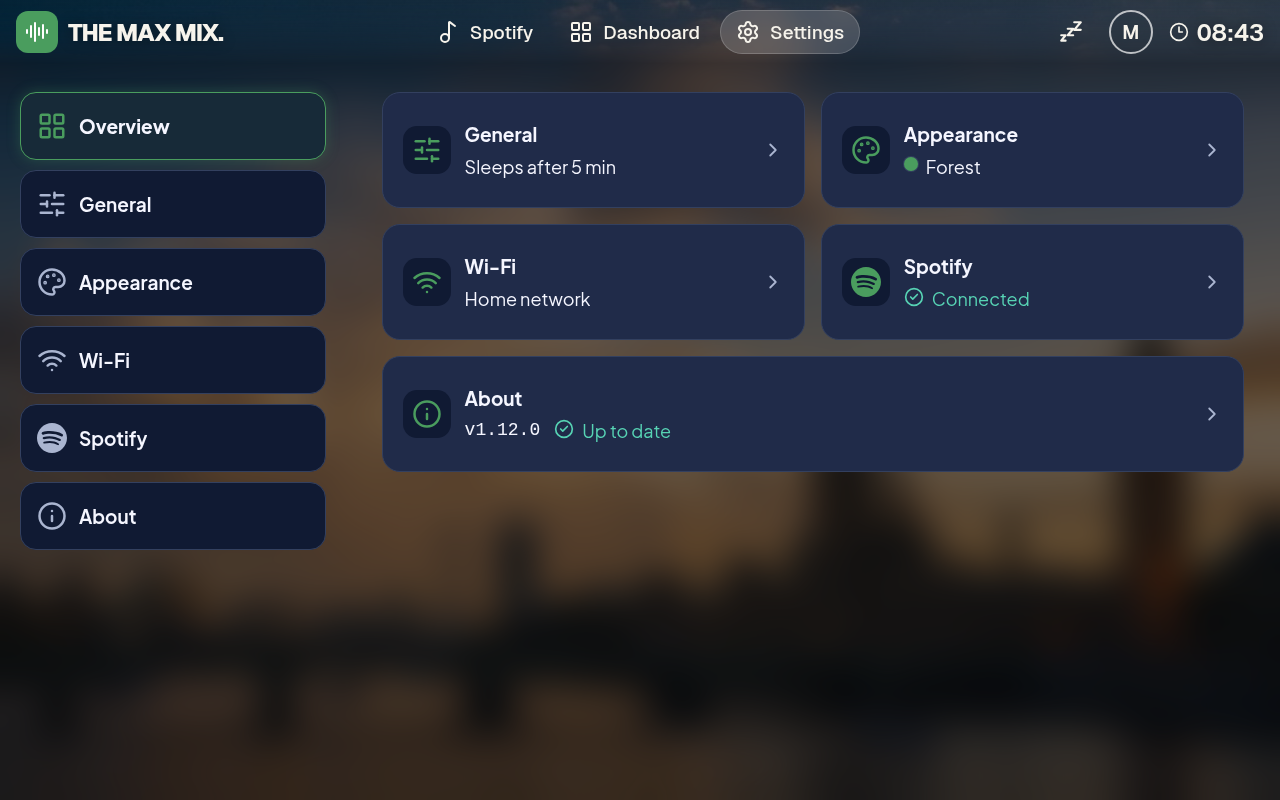 THE MAX MIX.
Spotify
Dashboard
Settings
M
08:43
Overview
General
Appearance
Wi-Fi
Spotify
About
General
Sleeps after 5 min
Appearance
Forest
Wi-Fi
Home network
Spotify
Connected
About
v1.12.0 Up to date